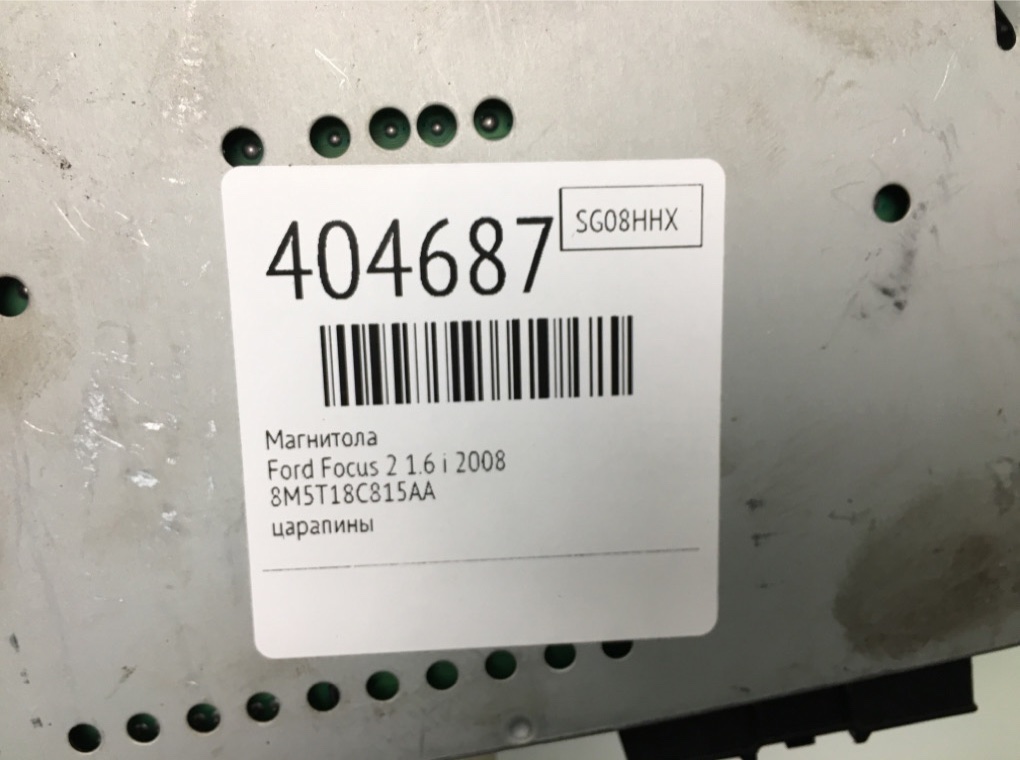 404687
SG08HHX
Магнитола
Ford Focus 2 1.6 i 2008
8M5T18C815AA
царапины